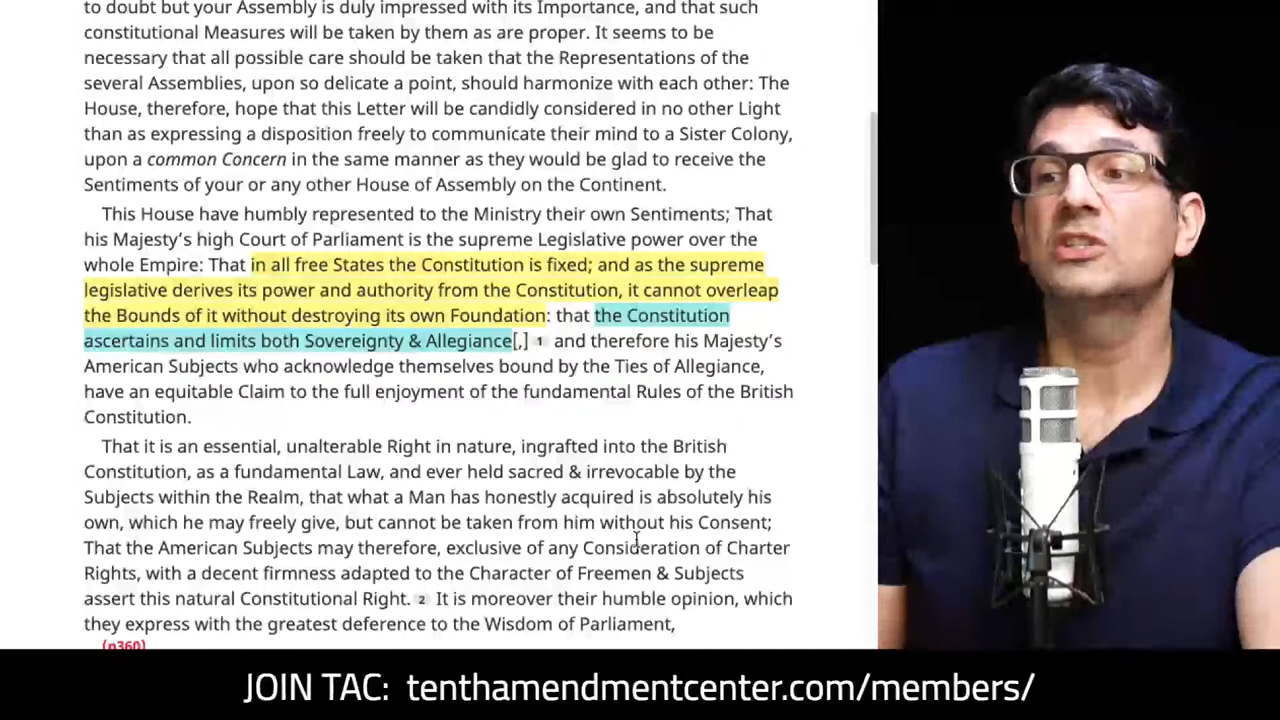 to doubt but your Assembly is duly impressed with its Importance, and that such
constitutional Measures will be taken by them as are proper. It seems to be
necessary that all possible care should be taken that the Representations of the
several Assemblies, upon so delicate a point, should harmonize with each other: The
House, therefore, hope that this Letter will be candidly considered in no other Light
than as expressing a disposition freely to communicate their mind to a Sister Colony,
upon a common Concern in the same manner as they would be glad to receive the
Sentiments of your or any other House of Assembly on the Continent.
This House have humbly represented to the Ministry their own Sentiments; That
his Majesty’s high Court of Parliament is the supreme Legislative power over the
whole Empire: That in all free States the Constitution is fixed; and as the supreme
legislative derives its power and authority from the Constitution, it cannot overleap
the Bounds of it without destroying its own Foundation: that the Constitution
ascertains and limits both Sovereignty & Allegiance[,] 1 and therefore his Majesty’s
American Subjects who acknowledge themselves bound by the Ties of Allegiance,
have an equitable Claim to the full enjoyment of the fundamental Rules of the British
Constitution.
That it is an essential, unalterable Right in nature, ingrafted into the British
Constitution, as a fundamental Law, and ever held sacred & irrevocable by the
Subjects within the Realm, that what a Man has honestly acquired is absolutely his
own, which he may freely give, but cannot be taken from him without his Consent;
That the American Subjects may therefore, exclusive of any Consideration of Charter
Rights, with a decent firmness adapted to the Character of Freemen & Subjects
assert this natural Constitutional Right. 2 It is moreover their humble opinion, which
they express with the greatest deference to the Wisdom of Parliament,
(p360)
JOIN TAC: tenthamendmentcenter.com/members/